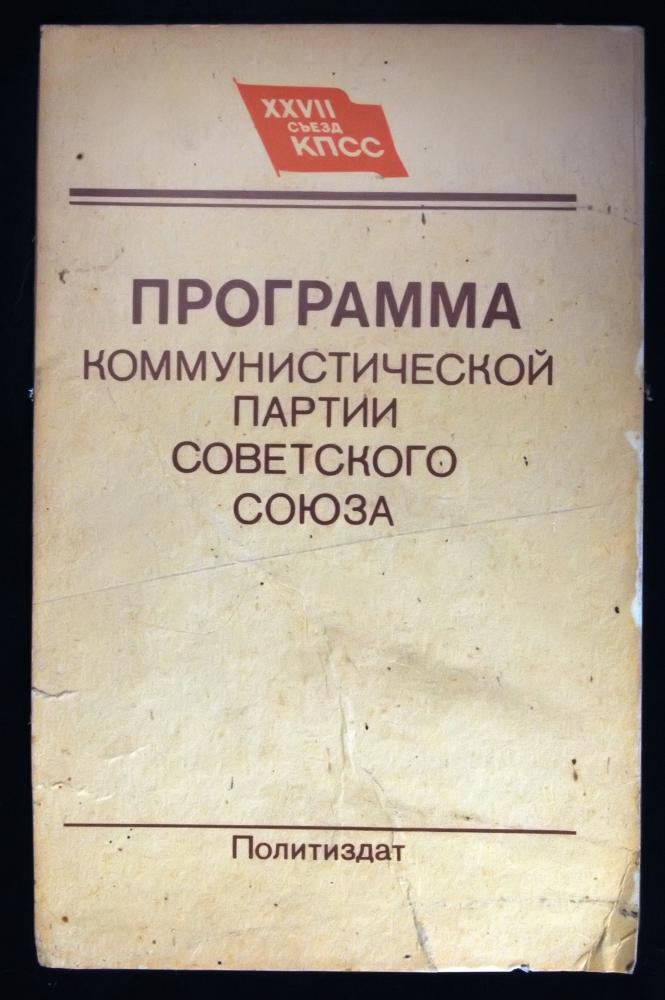 XXVII
СЪЕЗД
КПСС
ПРОГРАММА
КОММУНИСТИЧЕСКОЙ
ПАРТИИ
СОВЕТСКОГО
СОЮЗА
Политиздат